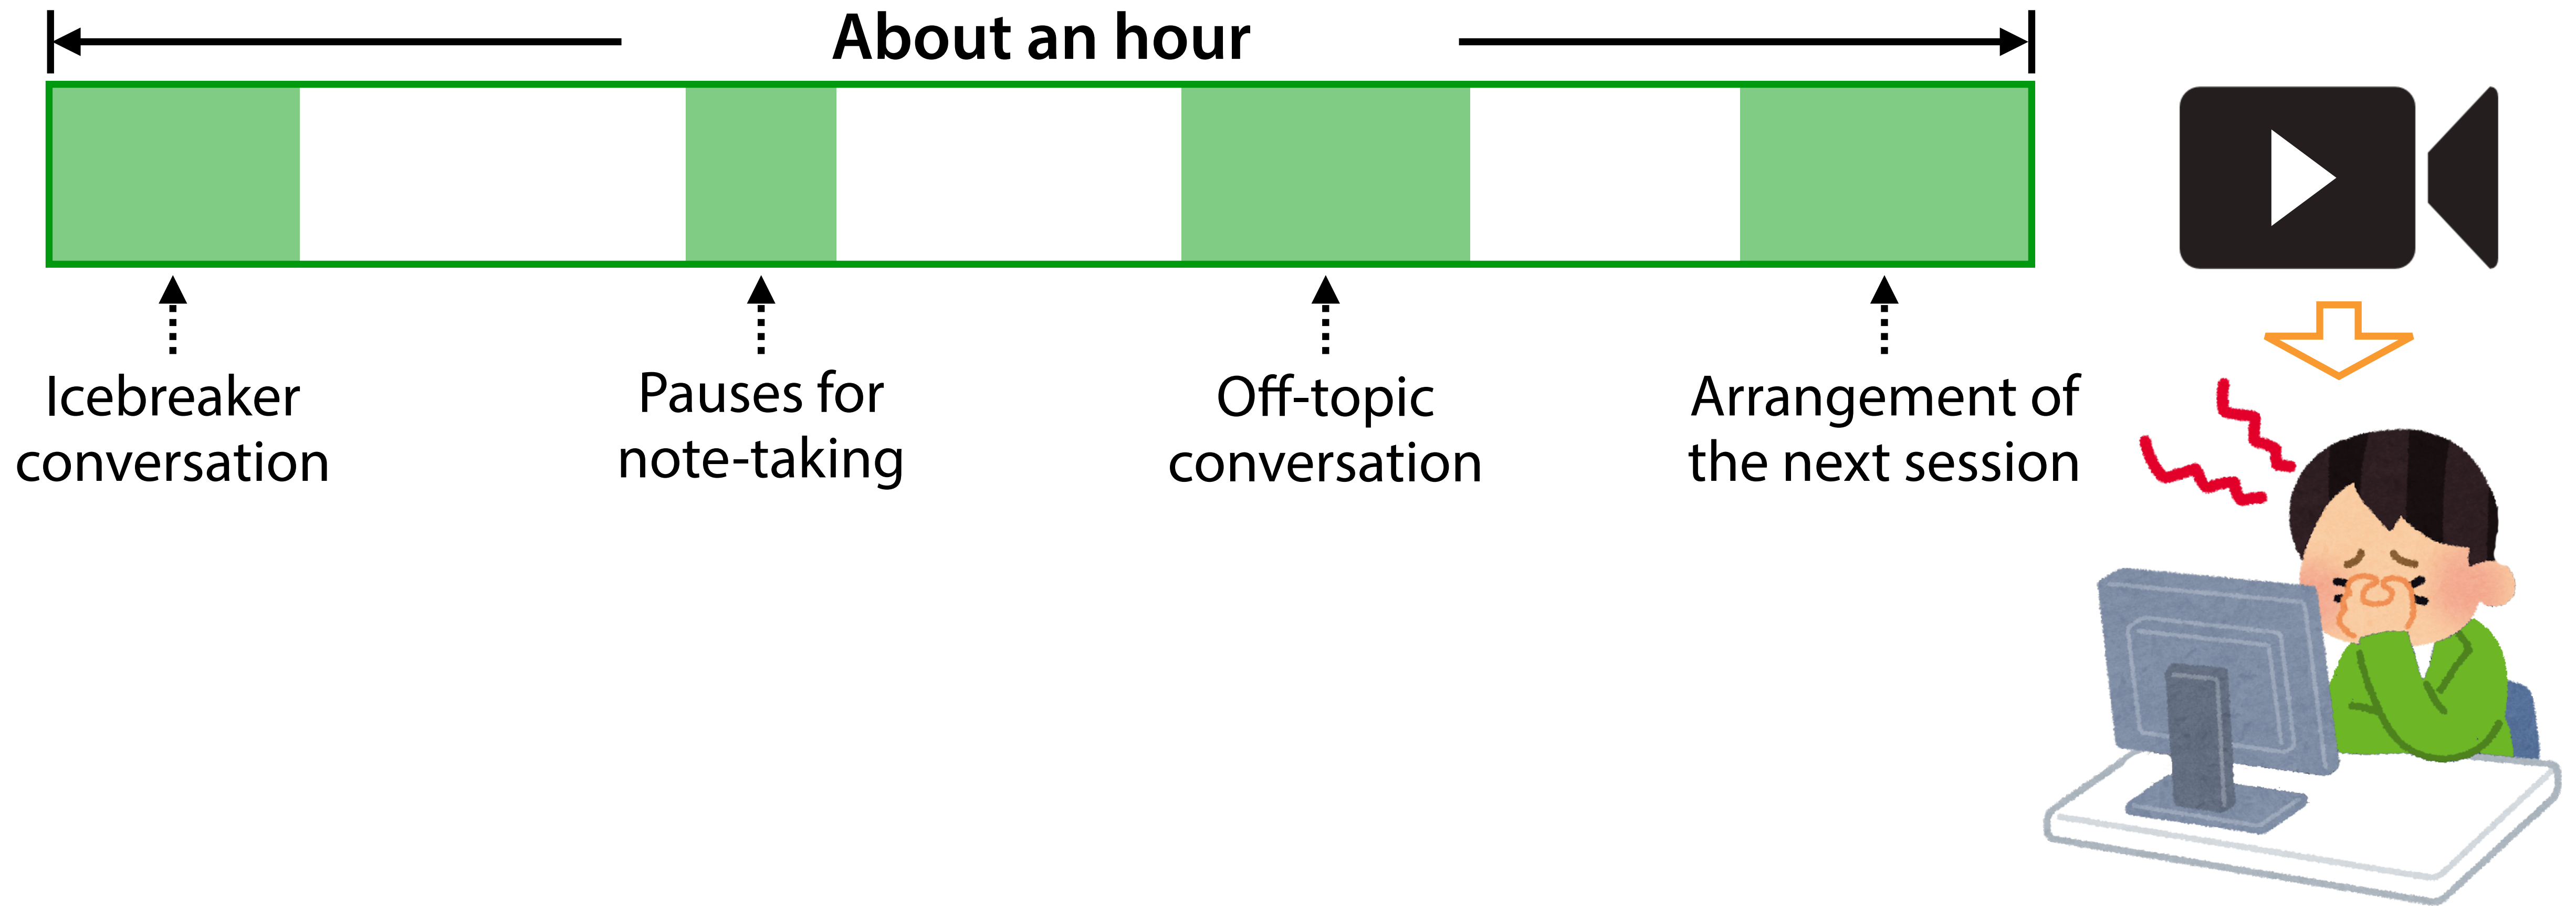 About an hour
Icebreaker
conversation
Pauses for
note-taking
Off-topic
conversation
Arrangement of
the next session